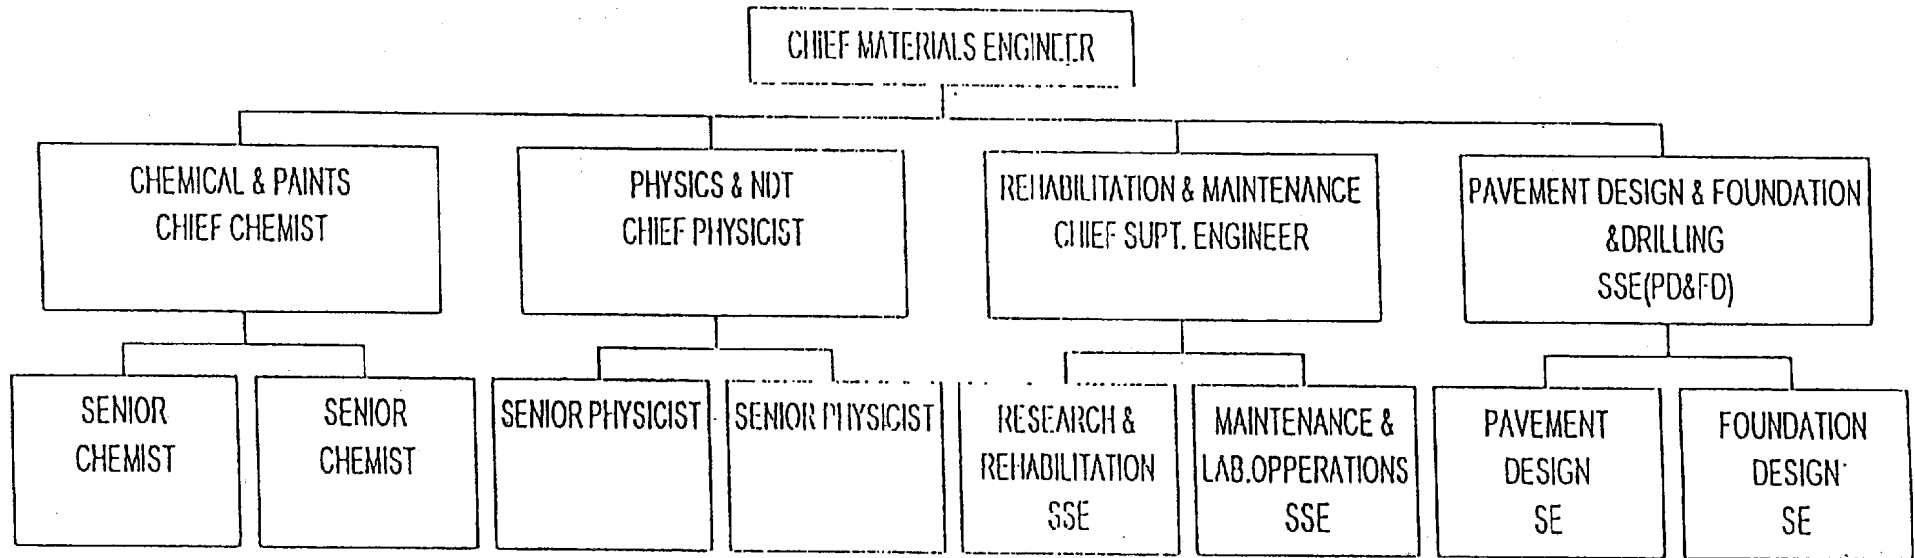 CHIEF MATERIALS ENGINEER
CHEMICAL & PAINTS
CHIEF CHEMIST
PHYSICS & NDT
CHIEF PHYSICIST
REHABILITATION & MAINTENANCE
CHIEF SUPT. ENGINEER
PAVEMENT DESIGN & FOUNDATION
&DRILLING
SSE(PD&FD)
SENIOR
CHEMIST
SENIOR
CHEMIST
SENIOR PHYSICIST
SENIOR PHYSICIST
RESEARCH &
REHABILITATION
SSE
MAINTENANCE &
LAB.OPPERATIONS
SSE
PAVEMENT
DESIGN
SE
FOUNDATION
DESIGN
SE